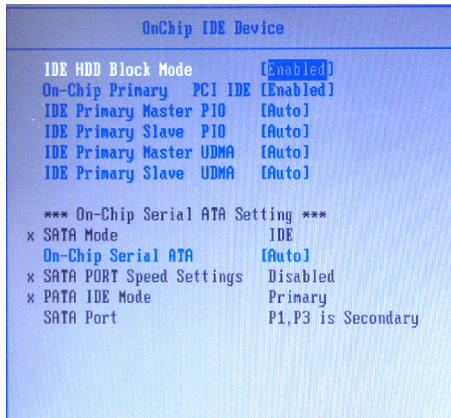 OnChip IDE Device
IDE HDD Block Mode [Enabled]
On-Chip Primary PCI IDE [Enabled]
IDE Primary Master PIO [Auto]
IDE Primary Slave PIO [Auto]
IDE Primary Master UDMA [Auto]
IDE Primary Slave UDMA [Auto]
*** On-Chip Serial ATA Setting ***
x SATA Mode IDE
On-Chip Serial ATA [Auto]
x SATA PORT Speed Settings Disabled
x PATA IDE Mode Primary
SATA Port P1,P3 is Secondary